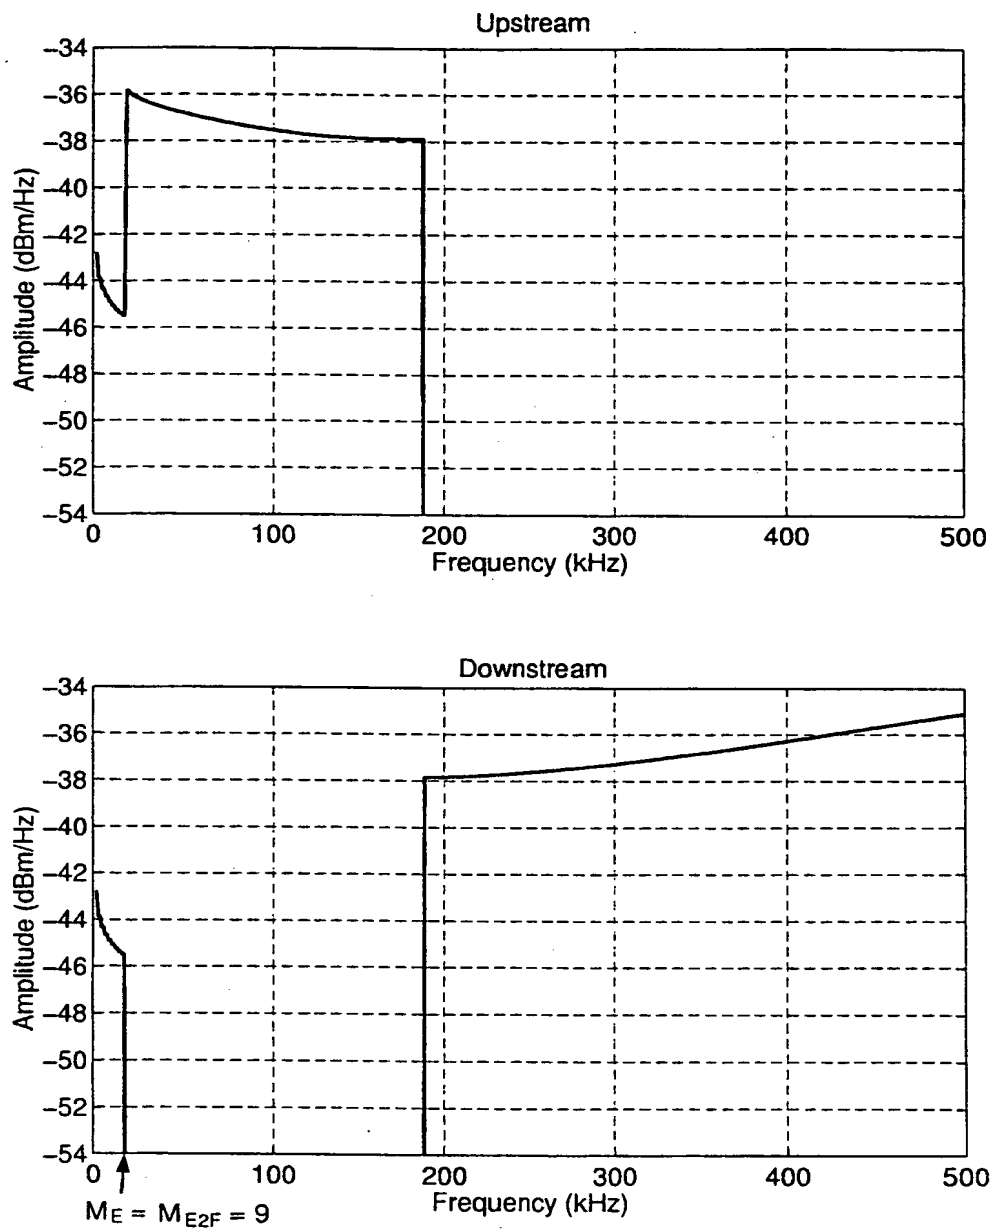 Upstream
Amplitude (dBm/Hz)
−34
−36
−38
−40
−42
−44
−46
−48
−50
−52
−54
0 100 200 300 400 500
Frequency (kHz)
Downstream
Amplitude (dBm/Hz)
−34
−36
−38
−40
−42
−44
−46
−48
−50
−52
−54
0 100 200 300 400 500
Frequency (kHz)
M_E = M_E2F = 9